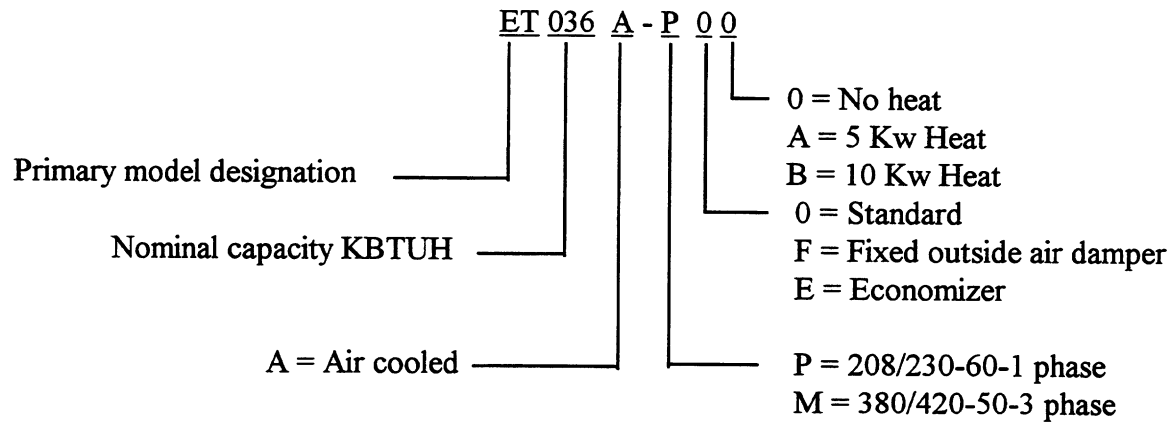 ET 036 A - P 0 0
0 = No heat
A = 5 Kw Heat
B = 10 Kw Heat
Primary model designation
0 = Standard
Nominal capacity KBTUH
F = Fixed outside air damper
E = Economizer
A = Air cooled
P = 208/230-60-1 phase
M = 380/420-50-3 phase